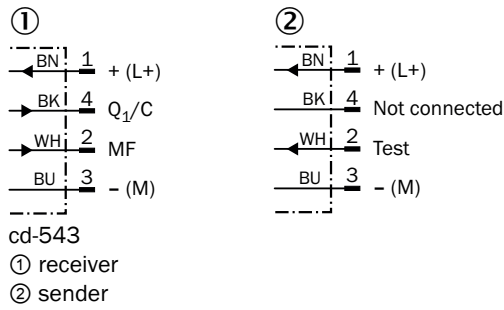 ① ②
BN 1 + (L+) BN 1 + (L+)
BK 4 Q₁/C BK 4 Not connected
WH 2 MF WH 2 Test
BU 3 − (M) BU 3 − (M)
cd-543
① receiver
② sender